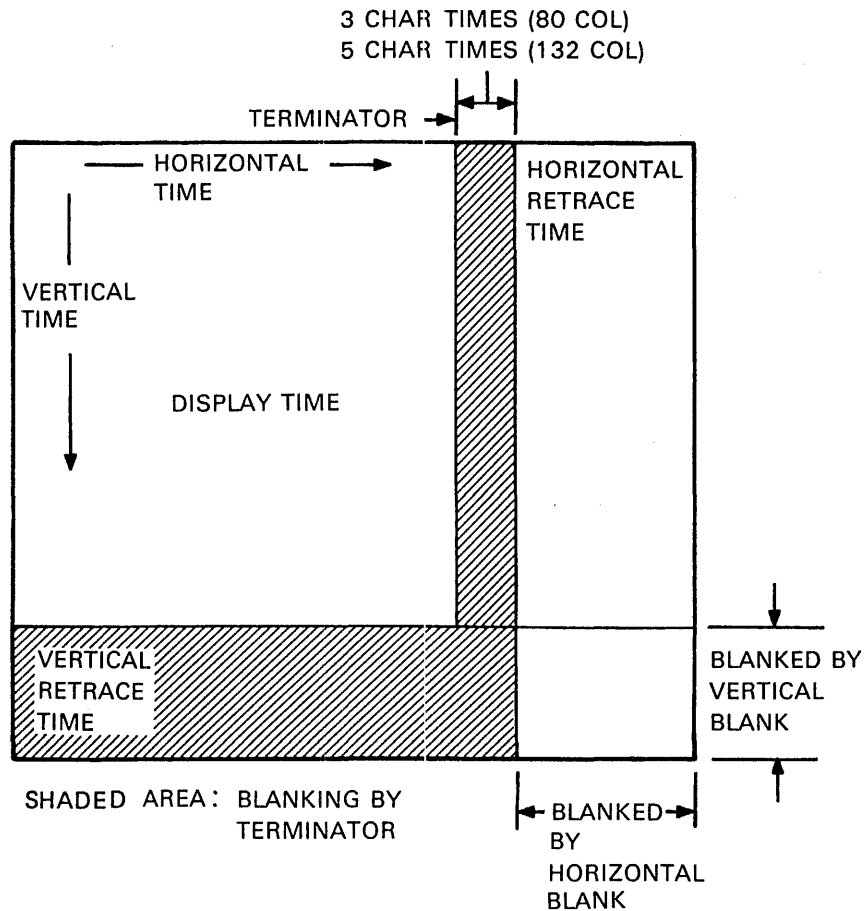 3 CHAR TIMES (80 COL)
5 CHAR TIMES (132 COL)
TERMINATOR
HORIZONTAL
TIME
HORIZONTAL
RETRACE
TIME
VERTICAL
TIME
DISPLAY TIME
VERTICAL
RETRACE
TIME
BLANKED BY
VERTICAL
BLANK
SHADED AREA: BLANKING BY
TERMINATOR
BLANKED
BY
HORIZONTAL
BLANK